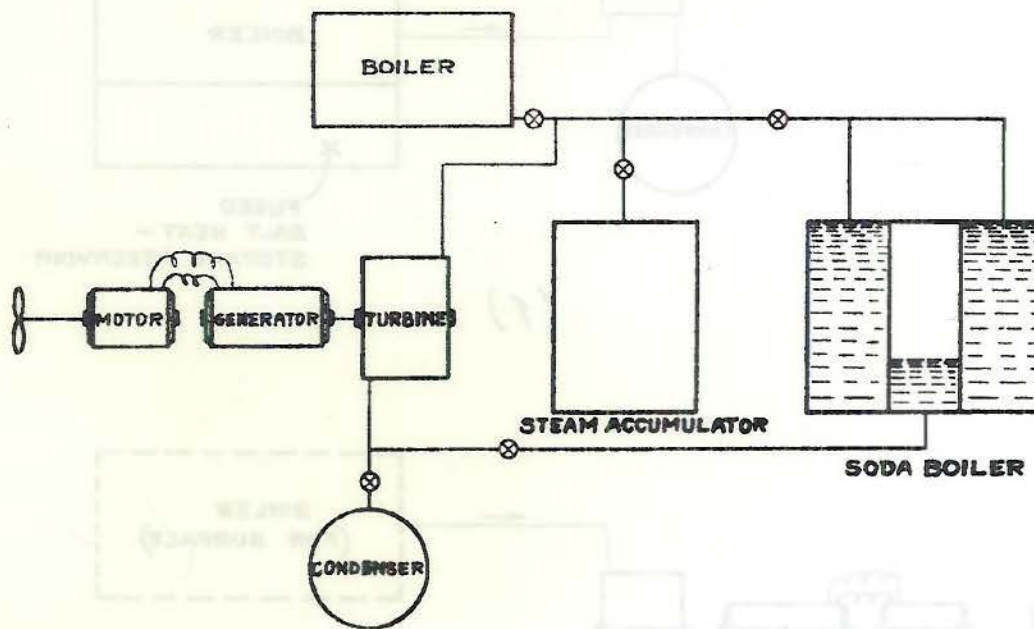 BOILER
MOTOR
GENERATOR
TURBINE
STEAM ACCUMULATOR
SODA BOILER
CONDENSER